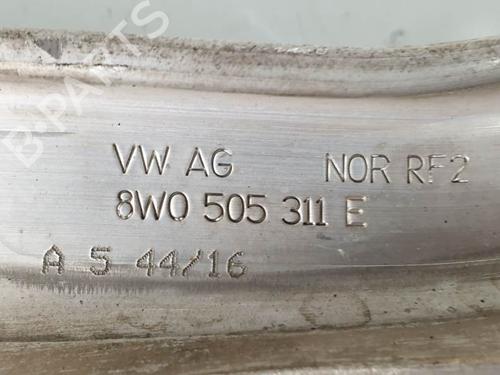 B-PARTS
VW AG NOR RF2
8W0 505 311 E
A 5 44/16